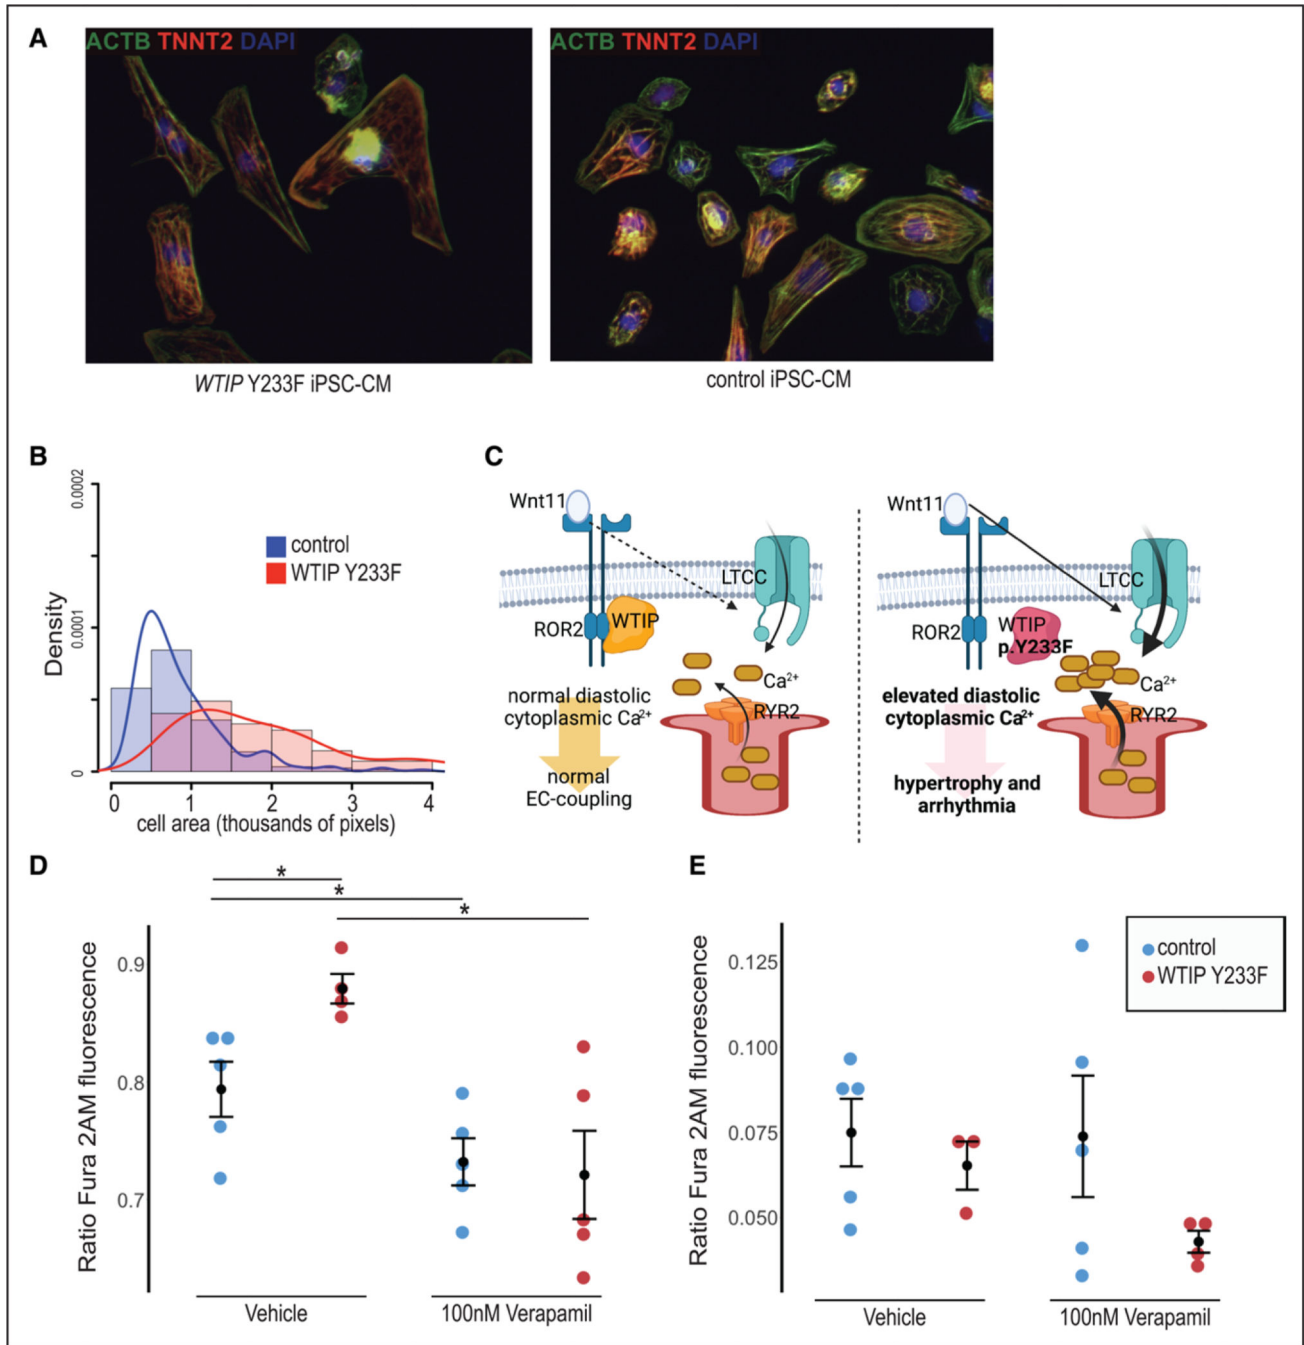 A
ACTB TNNT2 DAPI
ACTB TNNT2 DAPI
WTIP Y233F iPSC-CM
control iPSC-CM
B
Density
0.0002
0.0001
0
control
WTIP Y233F
0 1 2 3 4
cell area (thousands of pixels)
C
Wnt11
LTCC
ROR2
WTIP
Ca²⁺
RYR2
normal diastolic
cytoplasmic Ca²⁺
normal
EC-coupling
Wnt11
LTCC
ROR2
WTIP
p.Y233F
Ca²⁺
RYR2
elevated diastolic
cytoplasmic Ca²⁺
hypertrophy and
arrhythmia
D
* 
*
*
Ratio Fura 2AM fluorescence
0.9
0.8
0.7
Vehicle
100nM Verapamil
E
control
WTIP Y233F
Ratio Fura 2AM fluorescence
0.125
0.100
0.075
0.050
Vehicle
100nM Verapamil